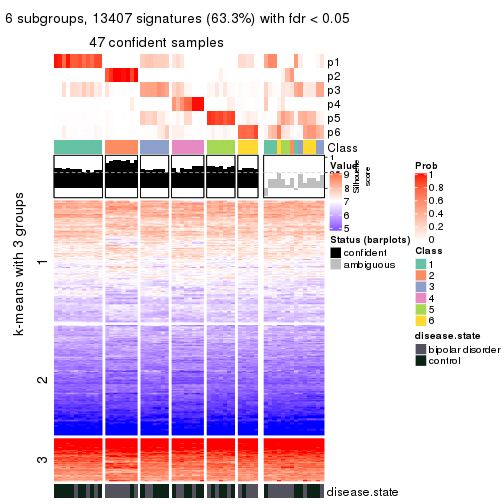 6 subgroups, 13407 signatures (63.3%) with fdr < 0.05
47 confident samples
p1
p2
p3
p4
p5
p6
Class
1
Silhouette
score
disease.state
k-means with 3 groups
1
2
3
Value
9
8
7
6
5
Status (barplots)
confident
ambiguous
Prob
1
0.8
0.6
0.4
0.2
0
Class
1
2
3
4
5
6
disease.state
bipolar disorder
control